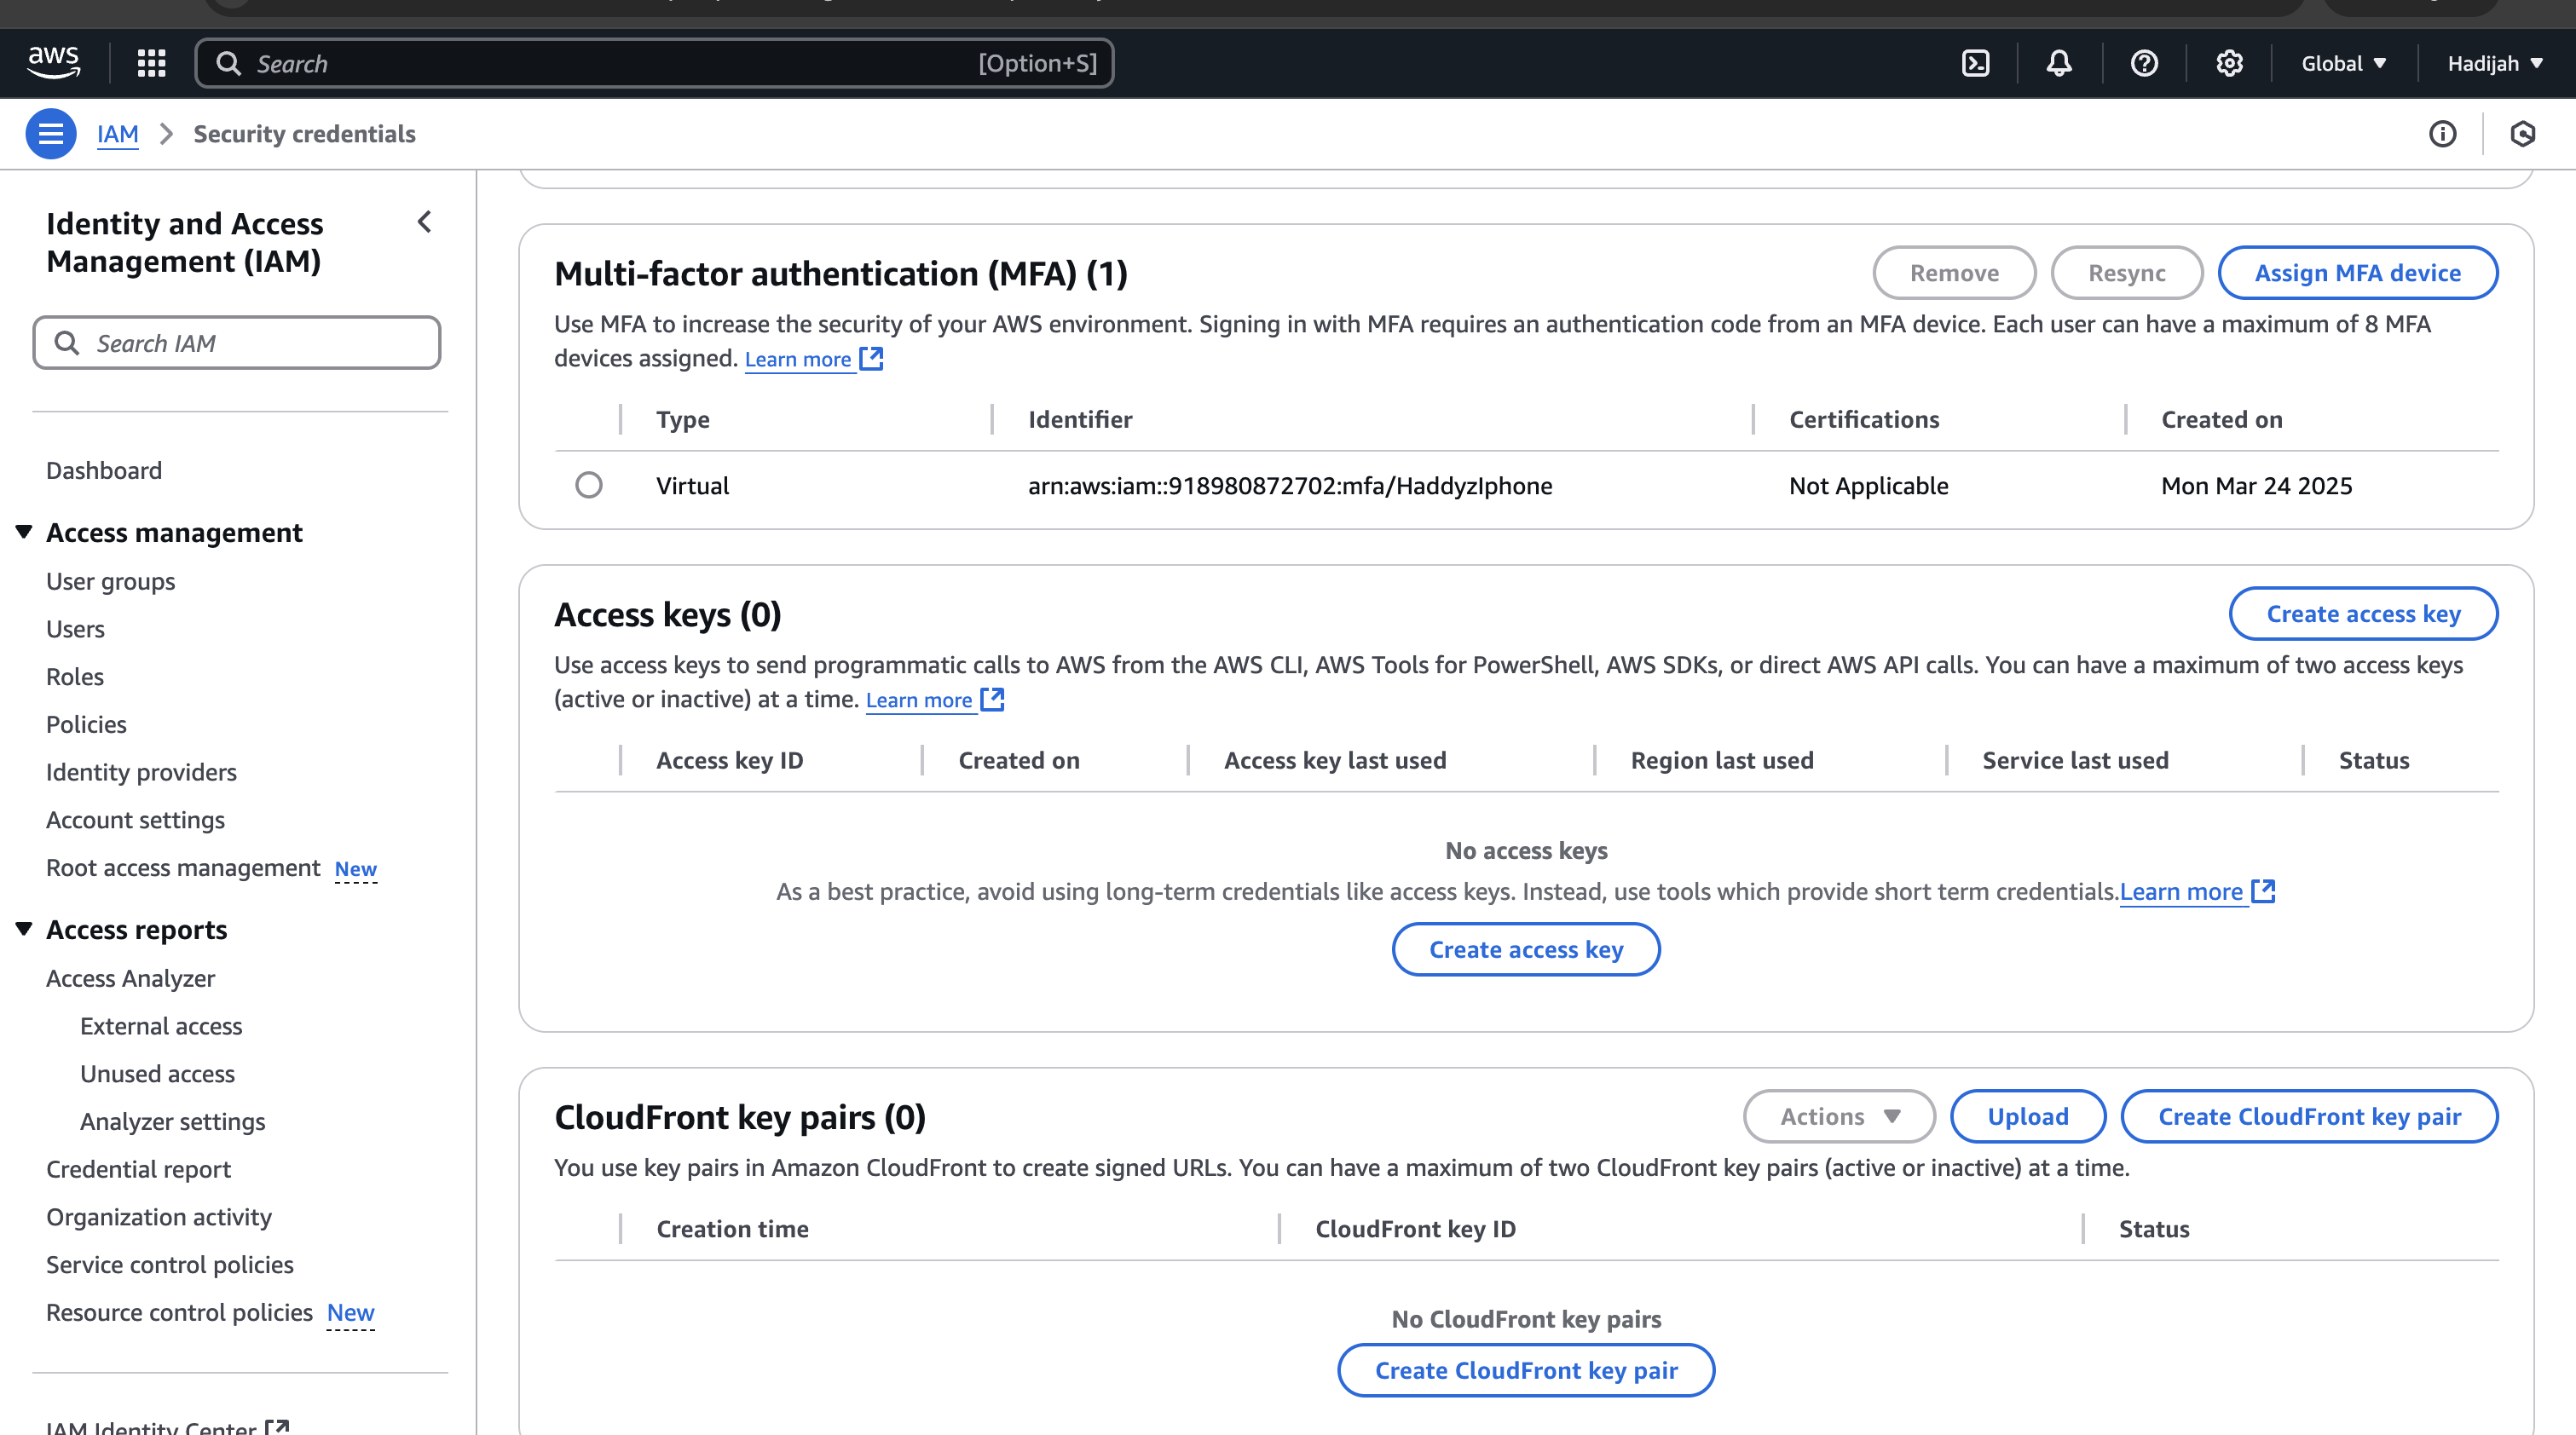 aws
Search
[Option+S]
Global
Hadijah
IAM
Security credentials
Identity and Access
Management (IAM)
Search IAM
Dashboard
Access management
User groups
Users
Roles
Policies
Identity providers
Account settings
Root access management New
Access reports
Access Analyzer
External access
Unused access
Analyzer settings
Credential report
Organization activity
Service control policies
Resource control policies New
IAM Identity Center
Multi-factor authentication (MFA) (1)
Remove
Resync
Assign MFA device
Use MFA to increase the security of your AWS environment. Signing in with MFA requires an authentication code from an MFA device. Each user can have a maximum of 8 MFA
devices assigned. Learn more
Type Identifier Certifications Created on
Virtual arn:aws:iam::918980872702:mfa/HaddyzIphone Not Applicable Mon Mar 24 2025
Access keys (0)
Create access key
Use access keys to send programmatic calls to AWS from the AWS CLI, AWS Tools for PowerShell, AWS SDKs, or direct AWS API calls. You can have a maximum of two access keys
(active or inactive) at a time. Learn more
Access key ID Created on Access key last used Region last used Service last used Status
No access keys
As a best practice, avoid using long-term credentials like access keys. Instead, use tools which provide short term credentials.Learn more
Create access key
CloudFront key pairs (0)
Actions
Upload
Create CloudFront key pair
You use key pairs in Amazon CloudFront to create signed URLs. You can have a maximum of two CloudFront key pairs (active or inactive) at a time.
Creation time CloudFront key ID Status
No CloudFront key pairs
Create CloudFront key pair